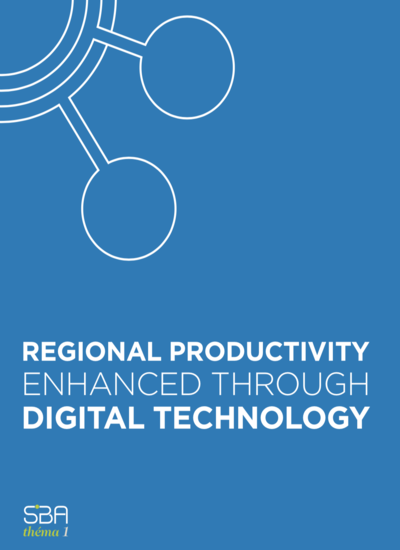 REGIONAL PRODUCTIVITY
ENHANCED THROUGH
DIGITAL TECHNOLOGY
SBA
théma 1